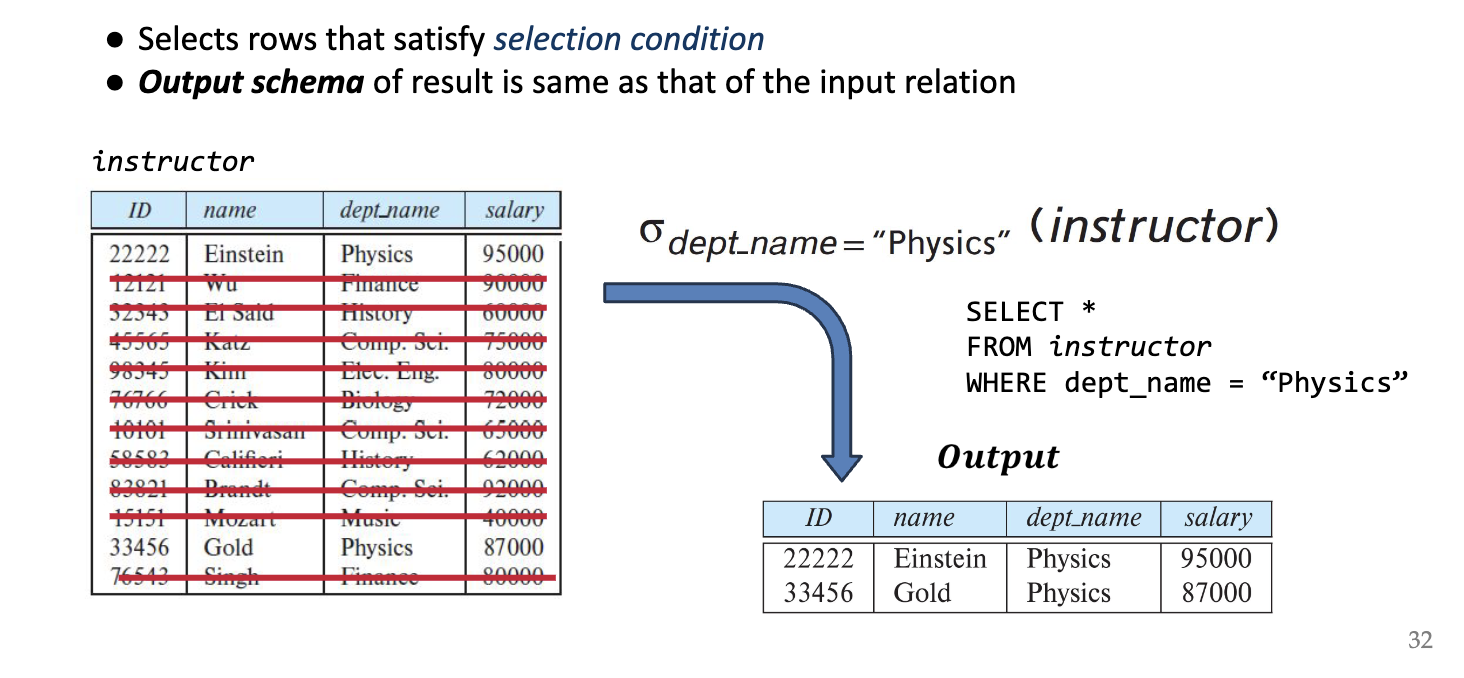 ● Selects rows that satisfy selection condition
● Output schema of result is same as that of the input relation
instructor
ID name dept_name salary
22222 Einstein Physics 95000
12121 Wu Finance 90000
32343 El Said History 60000
45565 Katz Comp. Sci. 75000
98345 Kim Elec. Eng. 80000
76766 Crick Biology 72000
10101 Srinivasan Comp. Sci. 65000
58583 Califieri History 62000
83821 Brandt Comp. Sci. 92000
15151 Mozart Music 40000
33456 Gold Physics 87000
76543 Singh Finance 80000
σ dept_name = “Physics” (instructor)
SELECT *
FROM instructor
WHERE dept_name = “Physics”
Output
ID name dept_name salary
22222 Einstein Physics 95000
33456 Gold Physics 87000
32